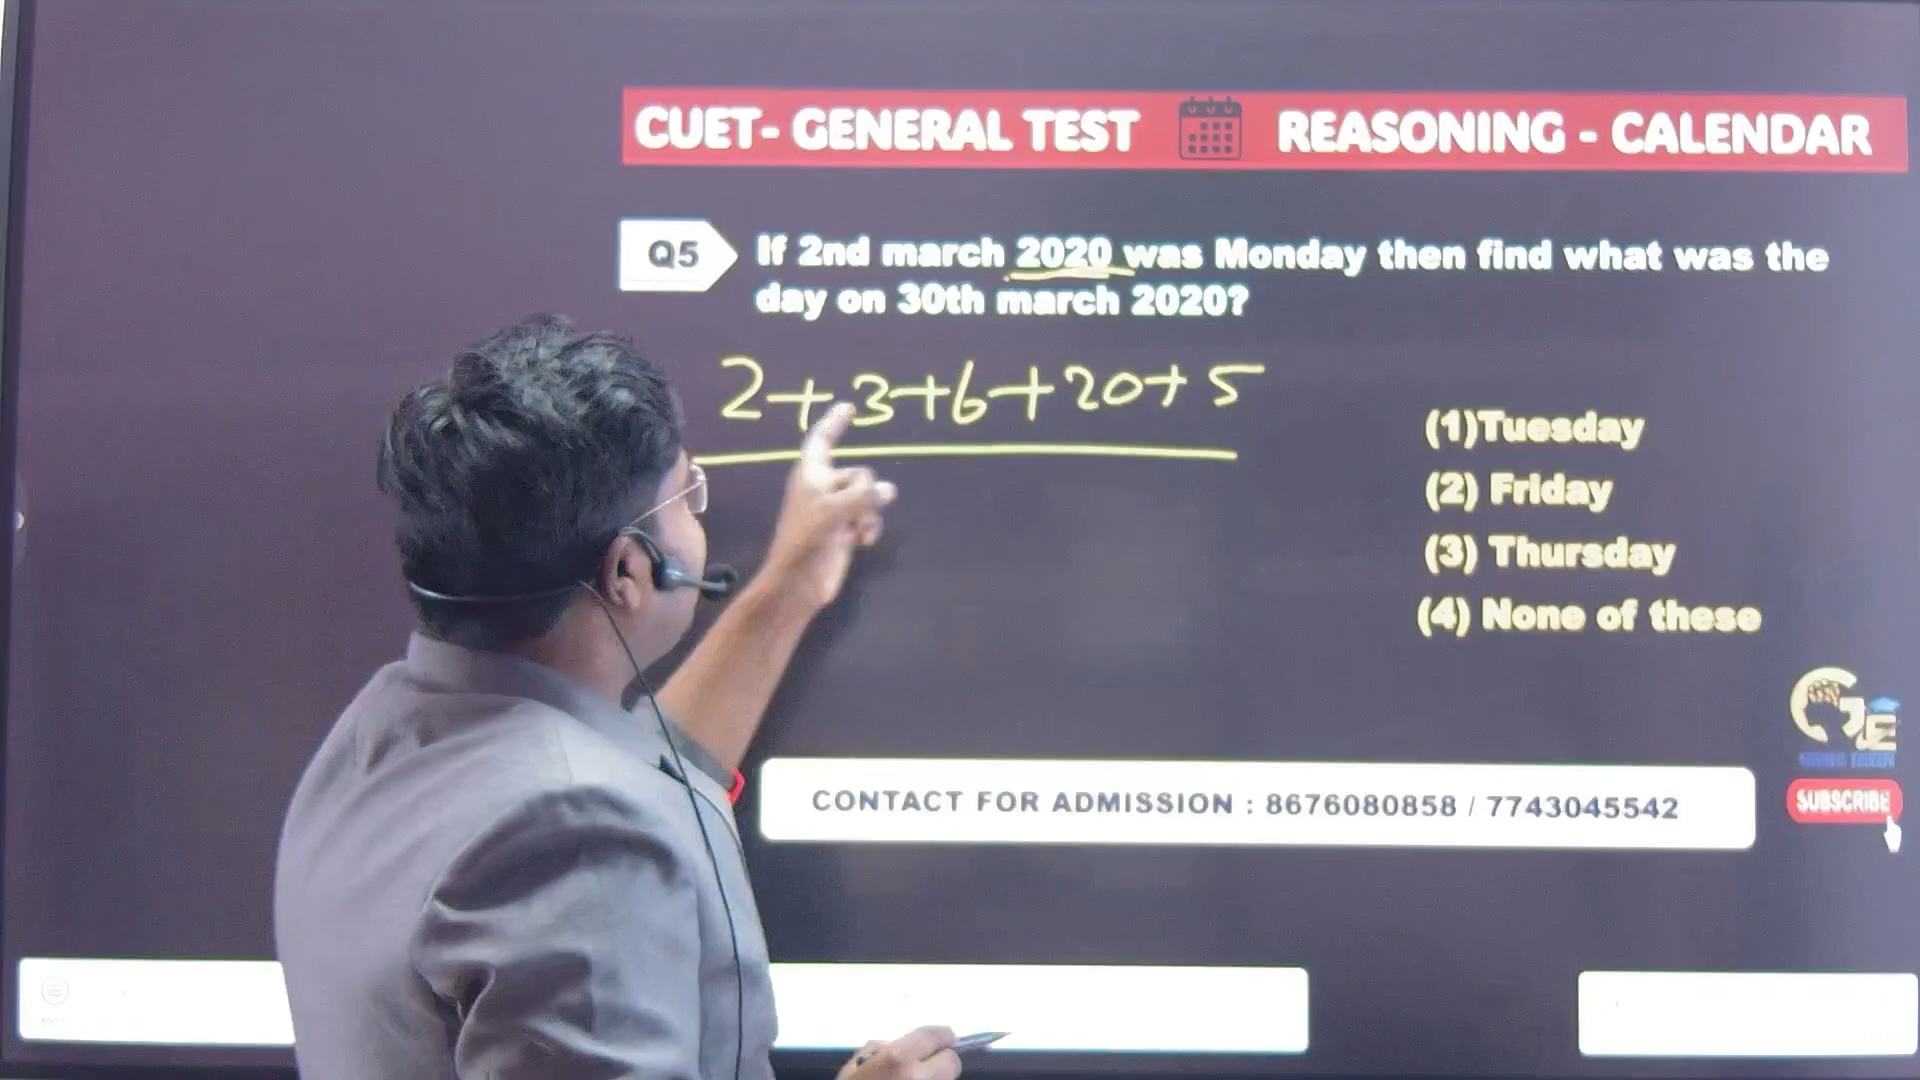 CUET- GENERAL TEST REASONING - CALENDAR
Q5 If 2nd march 2020 was Monday then find what was the
day on 30th march 2020?
2+3+6+20+5
(1)Tuesday
(2) Friday
(3) Thursday
(4) None of these
CONTACT FOR ADMISSION : 8676080858 / 7743045542
SUBSCRIBE